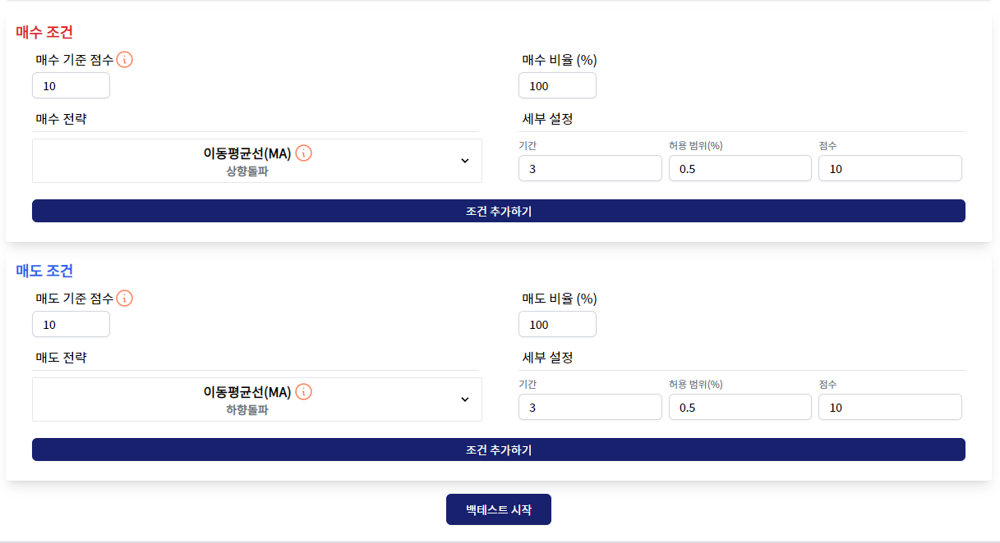 매수 조건
매수 기준 점수 매수 비율 (%)
10 100
매수 전략 세부 설정
기간 허용 범위(%) 점수
이동평균선(MA)
상향돌파
3 0.5 10
조건 추가하기
매도 조건
매도 기준 점수 매도 비율 (%)
10 100
매도 전략 세부 설정
기간 허용 범위(%) 점수
이동평균선(MA)
하향돌파
3 0.5 10
조건 추가하기
백테스트 시작